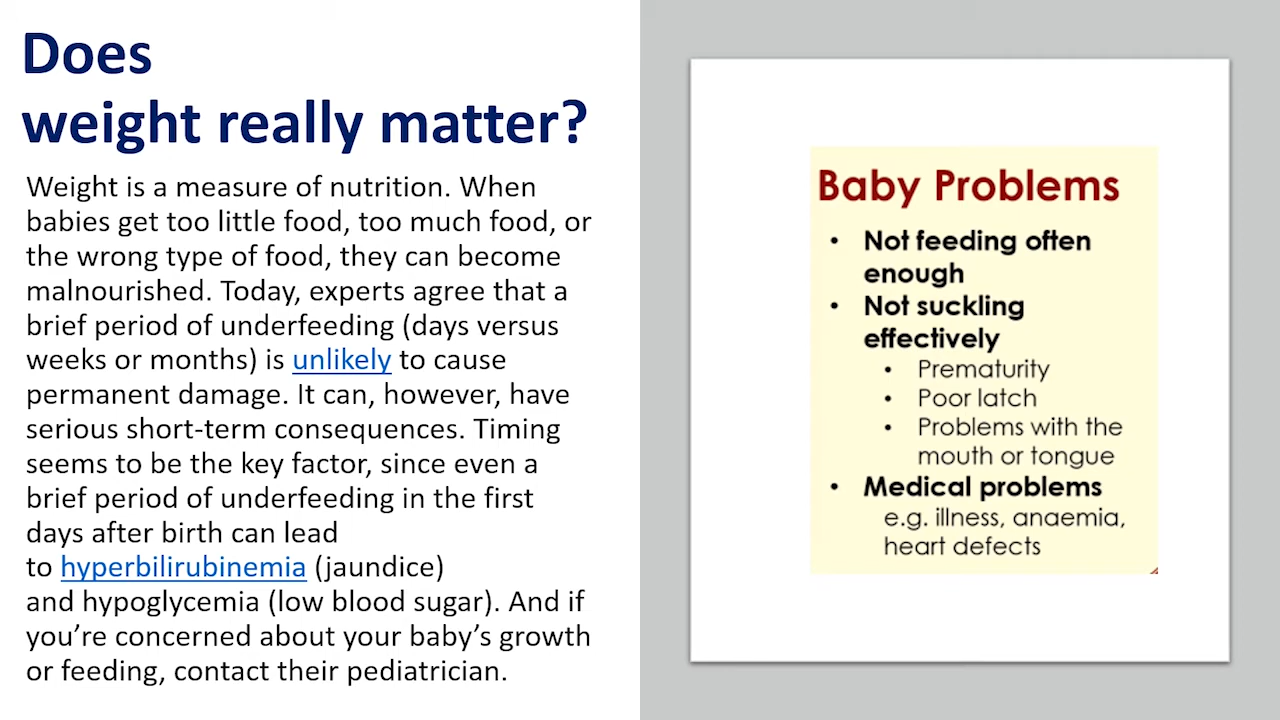 Does
weight really matter?
Weight is a measure of nutrition. When
babies get too little food, too much food, or
the wrong type of food, they can become
malnourished. Today, experts agree that a
brief period of underfeeding (days versus
weeks or months) is unlikely to cause
permanent damage. It can, however, have
serious short-term consequences. Timing
seems to be the key factor, since even a
brief period of underfeeding in the first
days after birth can lead
to hyperbilirubinemia (jaundice)
and hypoglycemia (low blood sugar). And if
you’re concerned about your baby’s growth
or feeding, contact their pediatrician.
Baby Problems
• Not feeding often
enough
• Not suckling
effectively
• Prematurity
• Poor latch
• Problems with the
mouth or tongue
• Medical problems
e.g. illness, anaemia,
heart defects